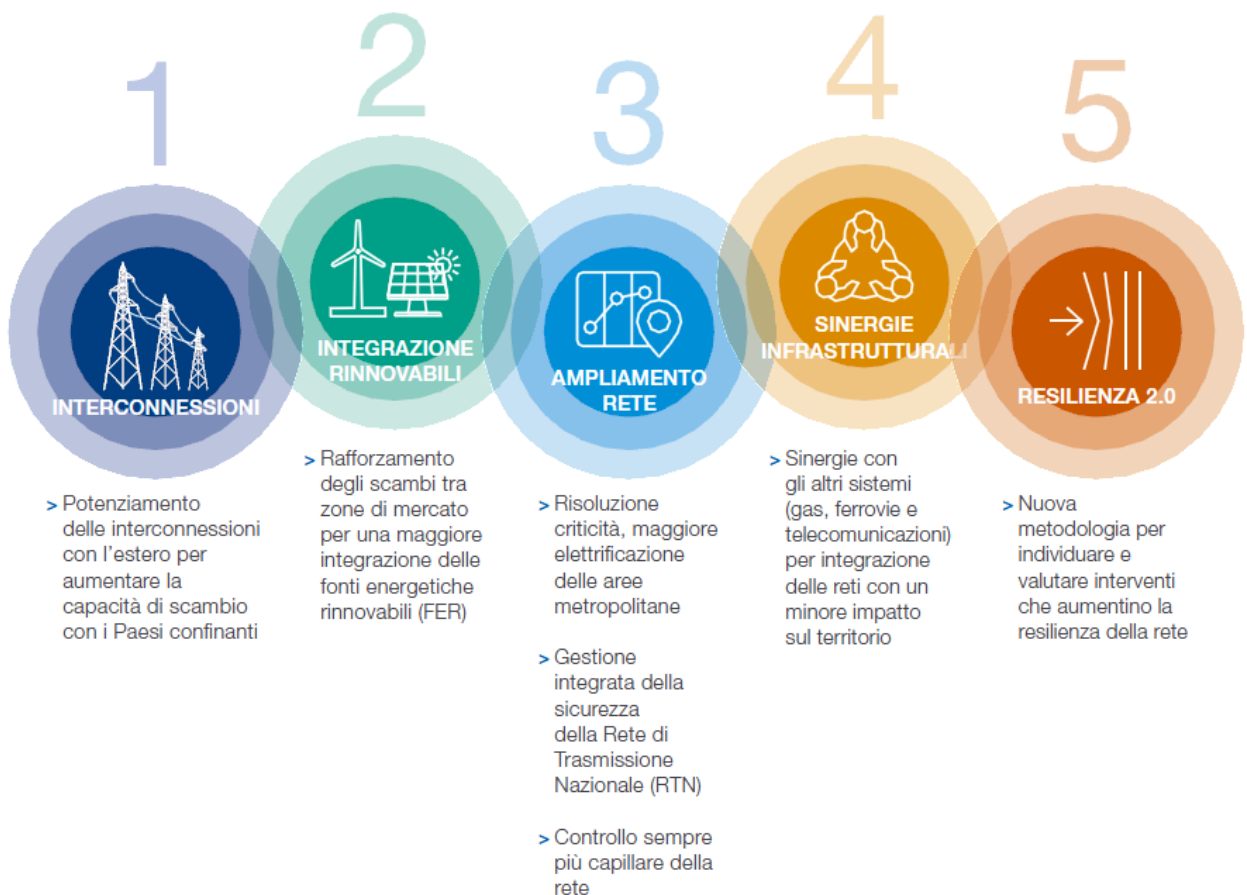 1
INTERCONNESSIONI
> Potenziamento
delle interconnessioni
con l'estero per
aumentare la
capacità di scambio
con i Paesi confinanti
2
INTEGRAZIONE
RINNOVABILI
> Rafforzamento
degli scambi tra
zone di mercato
per una maggiore
integrazione delle
fonti energetiche
rinnovabili (FER)
3
AMPLIAMENTO
RETE
> Risoluzione
criticità, maggiore
elettrificazione
delle aree
metropolitane
> Gestione
integrata della
sicurezza
della Rete di
Trasmissione
Nazionale (RTN)
> Controllo sempre
più capillare della
rete
4
SINERGIE
INFRASTRUTTURALI
> Sinergie con
gli altri sistemi
(gas, ferrovie e
telecomunicazioni)
per integrazione
delle reti con un
minore impatto
sul territorio
5
RESILIENZA 2.0
> Nuova
metodologia per
individuare e
valutare interventi
che aumentino la
resilienza della rete